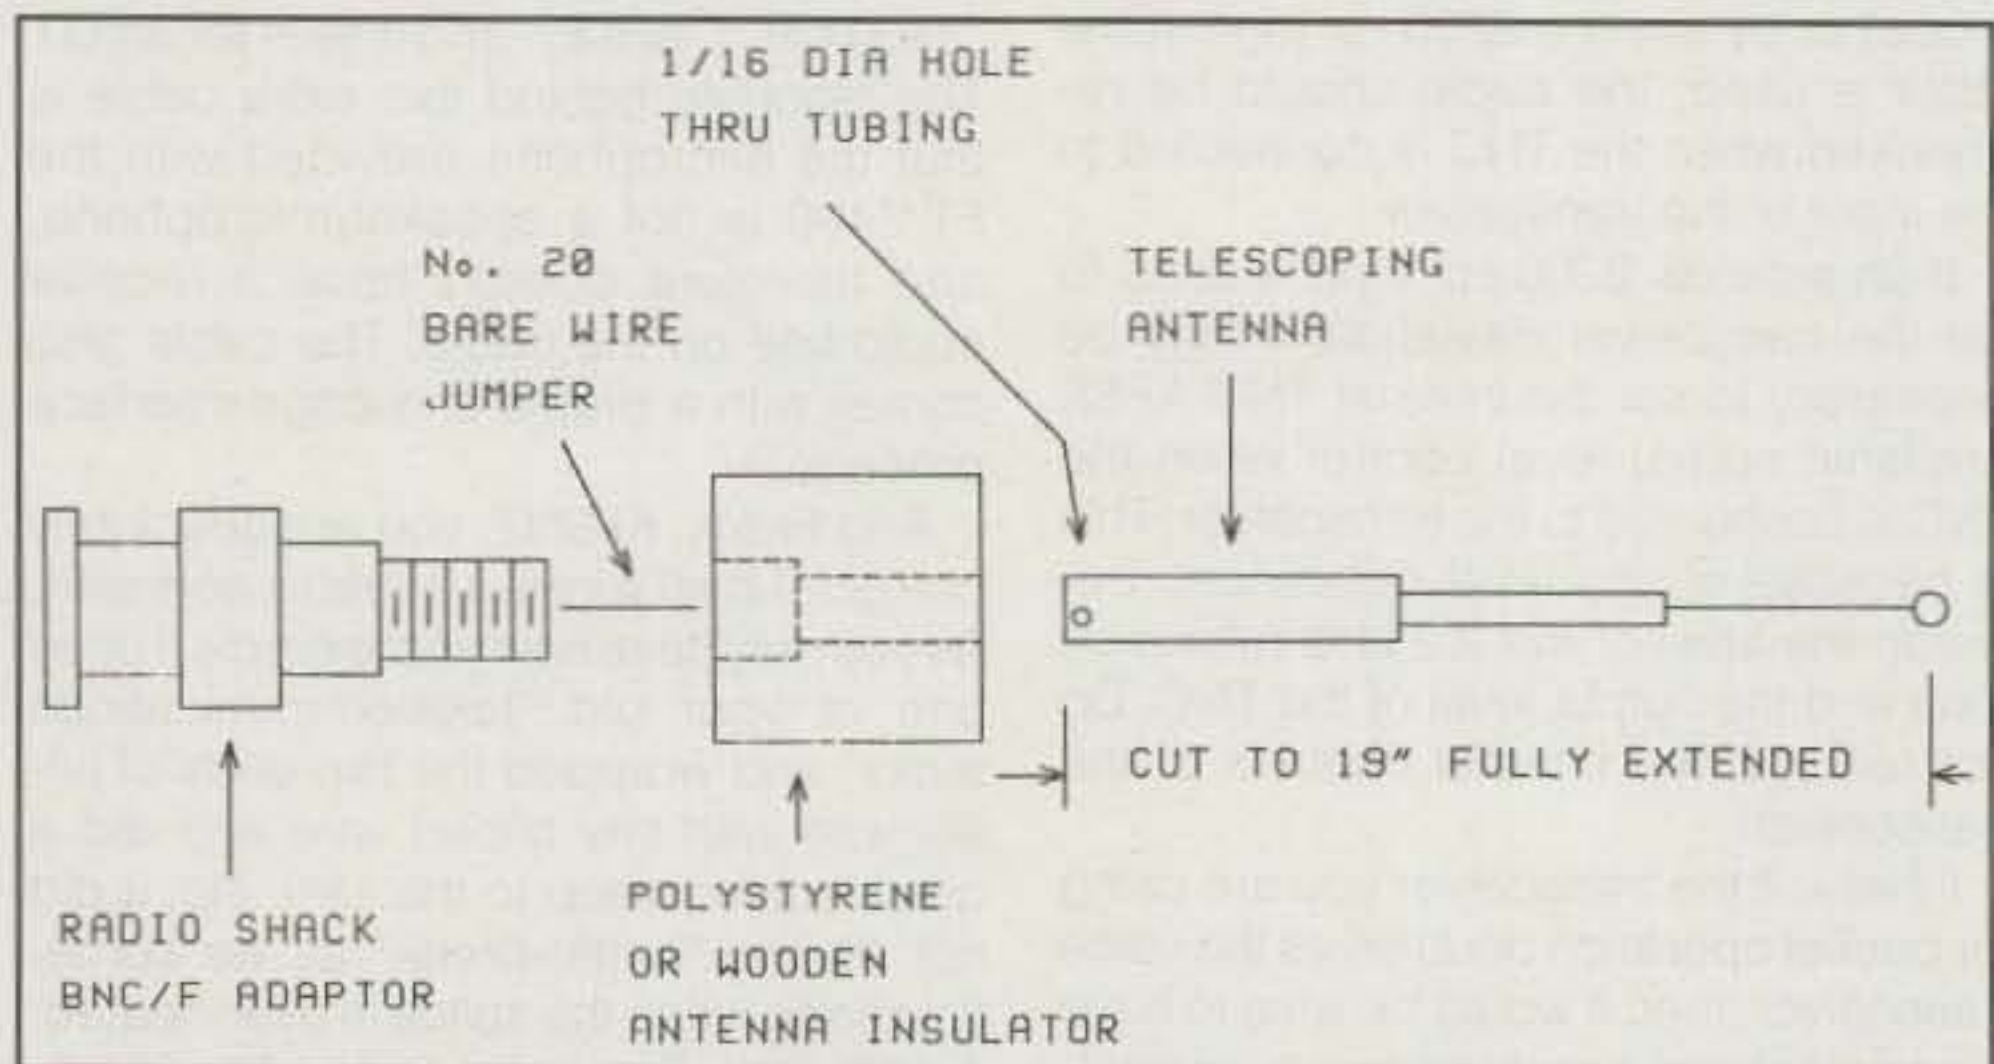 1/16 DIA HOLE
THRU TUBING
No. 20
BARE WIRE
JUMPER
TELESCOPING
ANTENNA
CUT TO 19" FULLY EXTENDED
RADIO SHACK
BNC/F ADAPTOR
POLYSTYRENE
OR WOODEN
ANTENNA INSULATOR